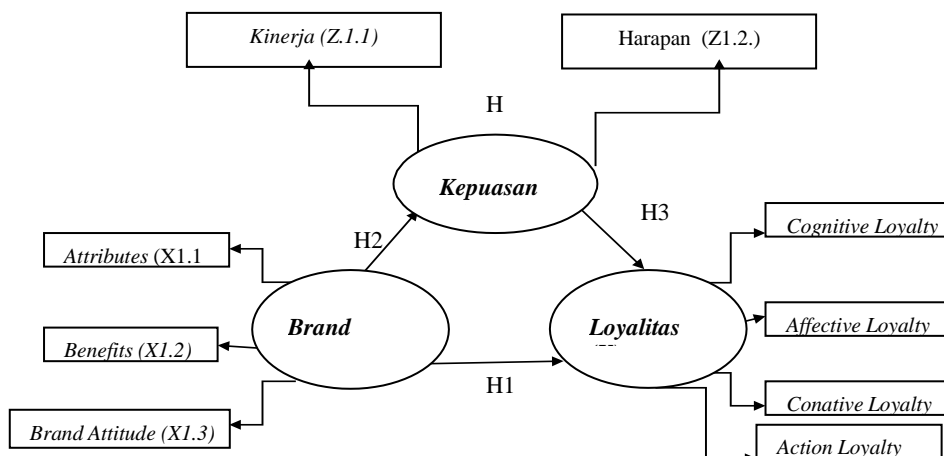 Kinerja (Z.1.1)
Harapan (Z1.2.)
H
Kepuasan
H3
Cognitive Loyalty
H2
Attributes (X1.1
Brand
Loyalitas
Affective Loyalty
Benefits (X1.2)
H1
Conative Loyalty
Brand Attitude (X1.3)
Action Loyalty